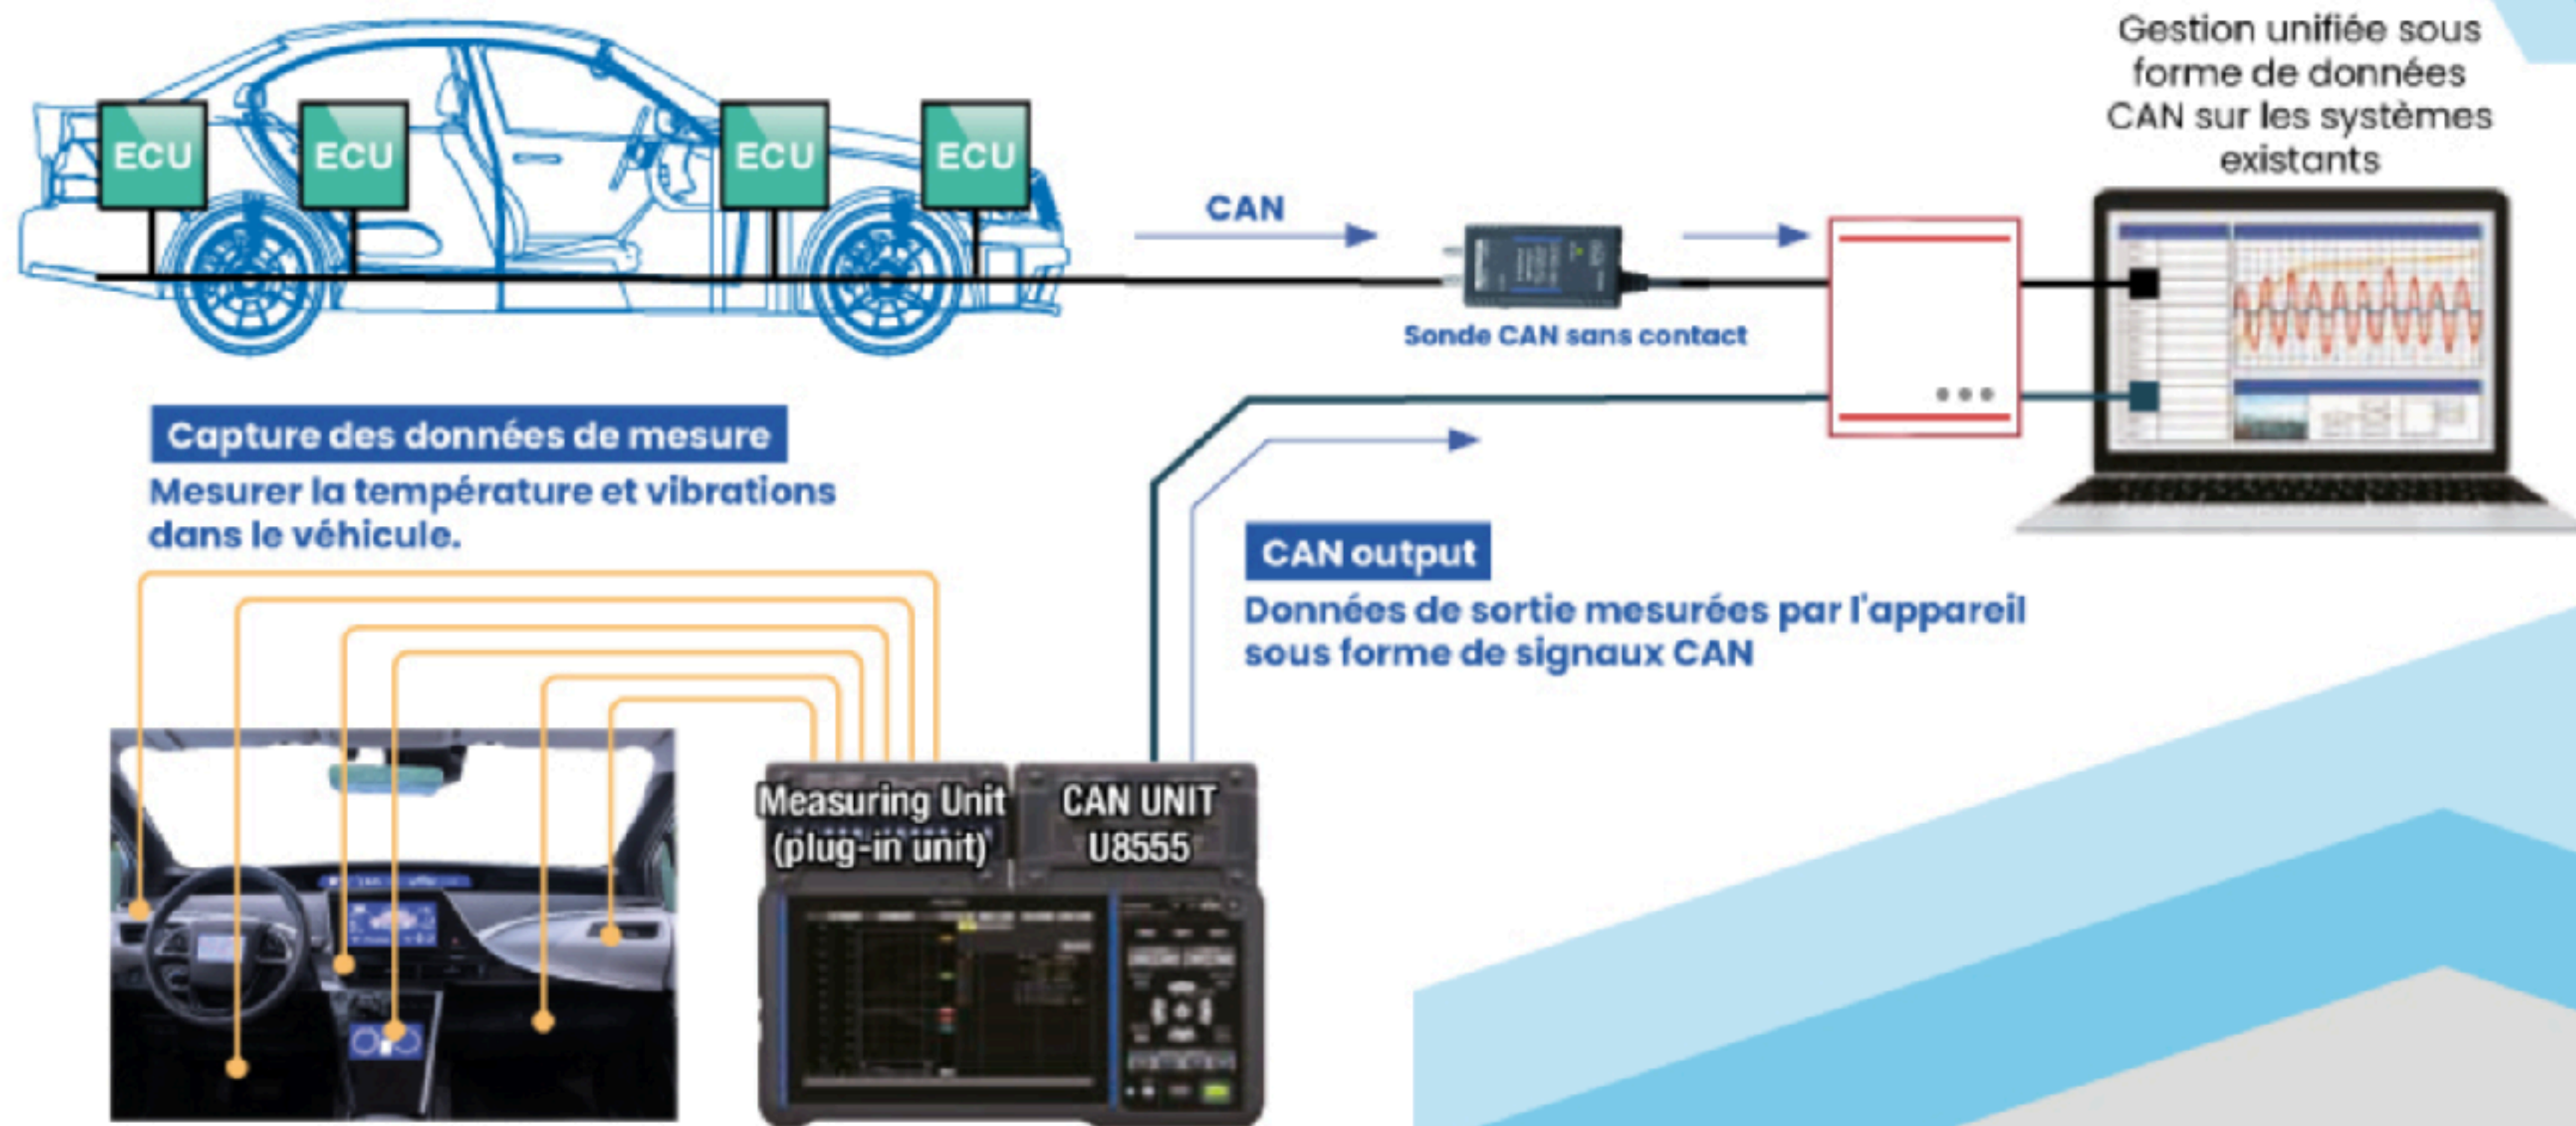 Gestion unifiée sous
forme de données
CAN sur les systèmes
existants
ECU
ECU
ECU
ECU
CAN
Sonde CAN sans contact
Capture des données de mesure
Mesurer la température et vibrations
dans le véhicule.
CAN output
Données de sortie mesurées par l'appareil
sous forme de signaux CAN
Measuring Unit
(plug-in unit)
CAN UNIT
U8555